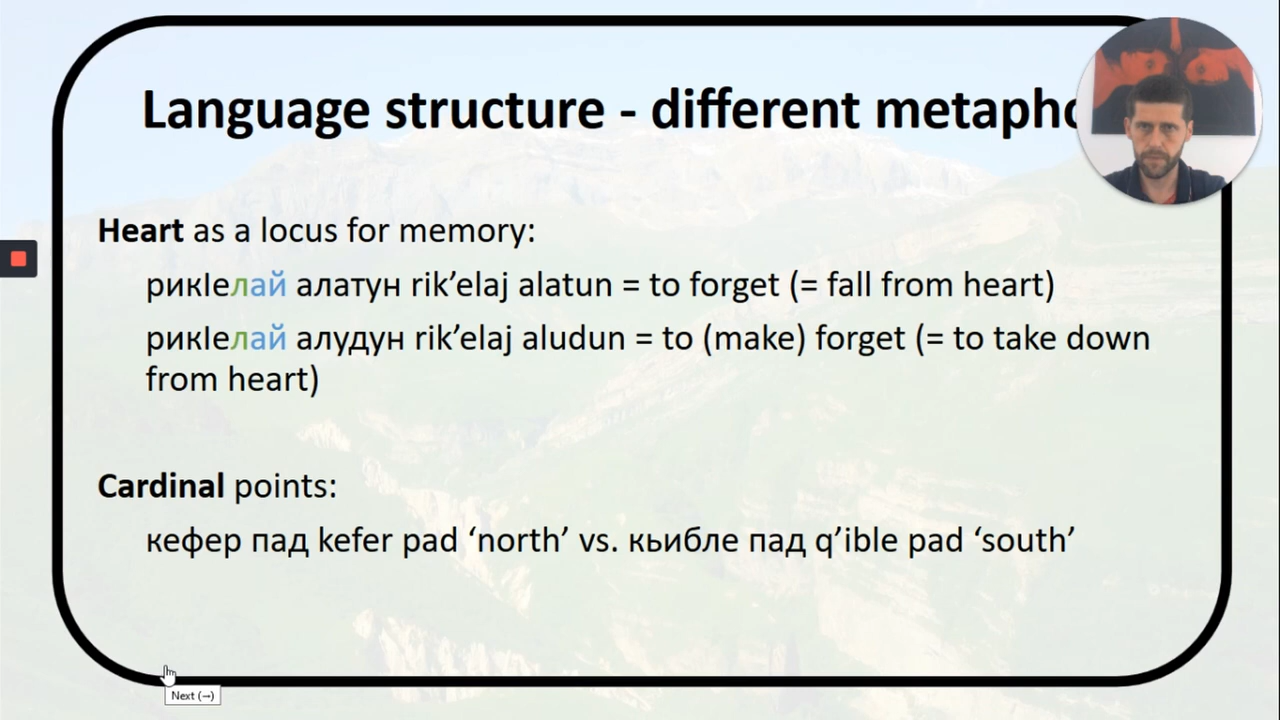 Language structure - different metapho
Heart as a locus for memory:
рикӀелай алатун rik’elaj alatun = to forget (= fall from heart)
рикӀелай алудун rik’elaj aludun = to (make) forget (= to take down
from heart)
Cardinal points:
кефер пад kefer pad ‘north’ vs. кьибле пад q’ible pad ‘south’
Next (→)